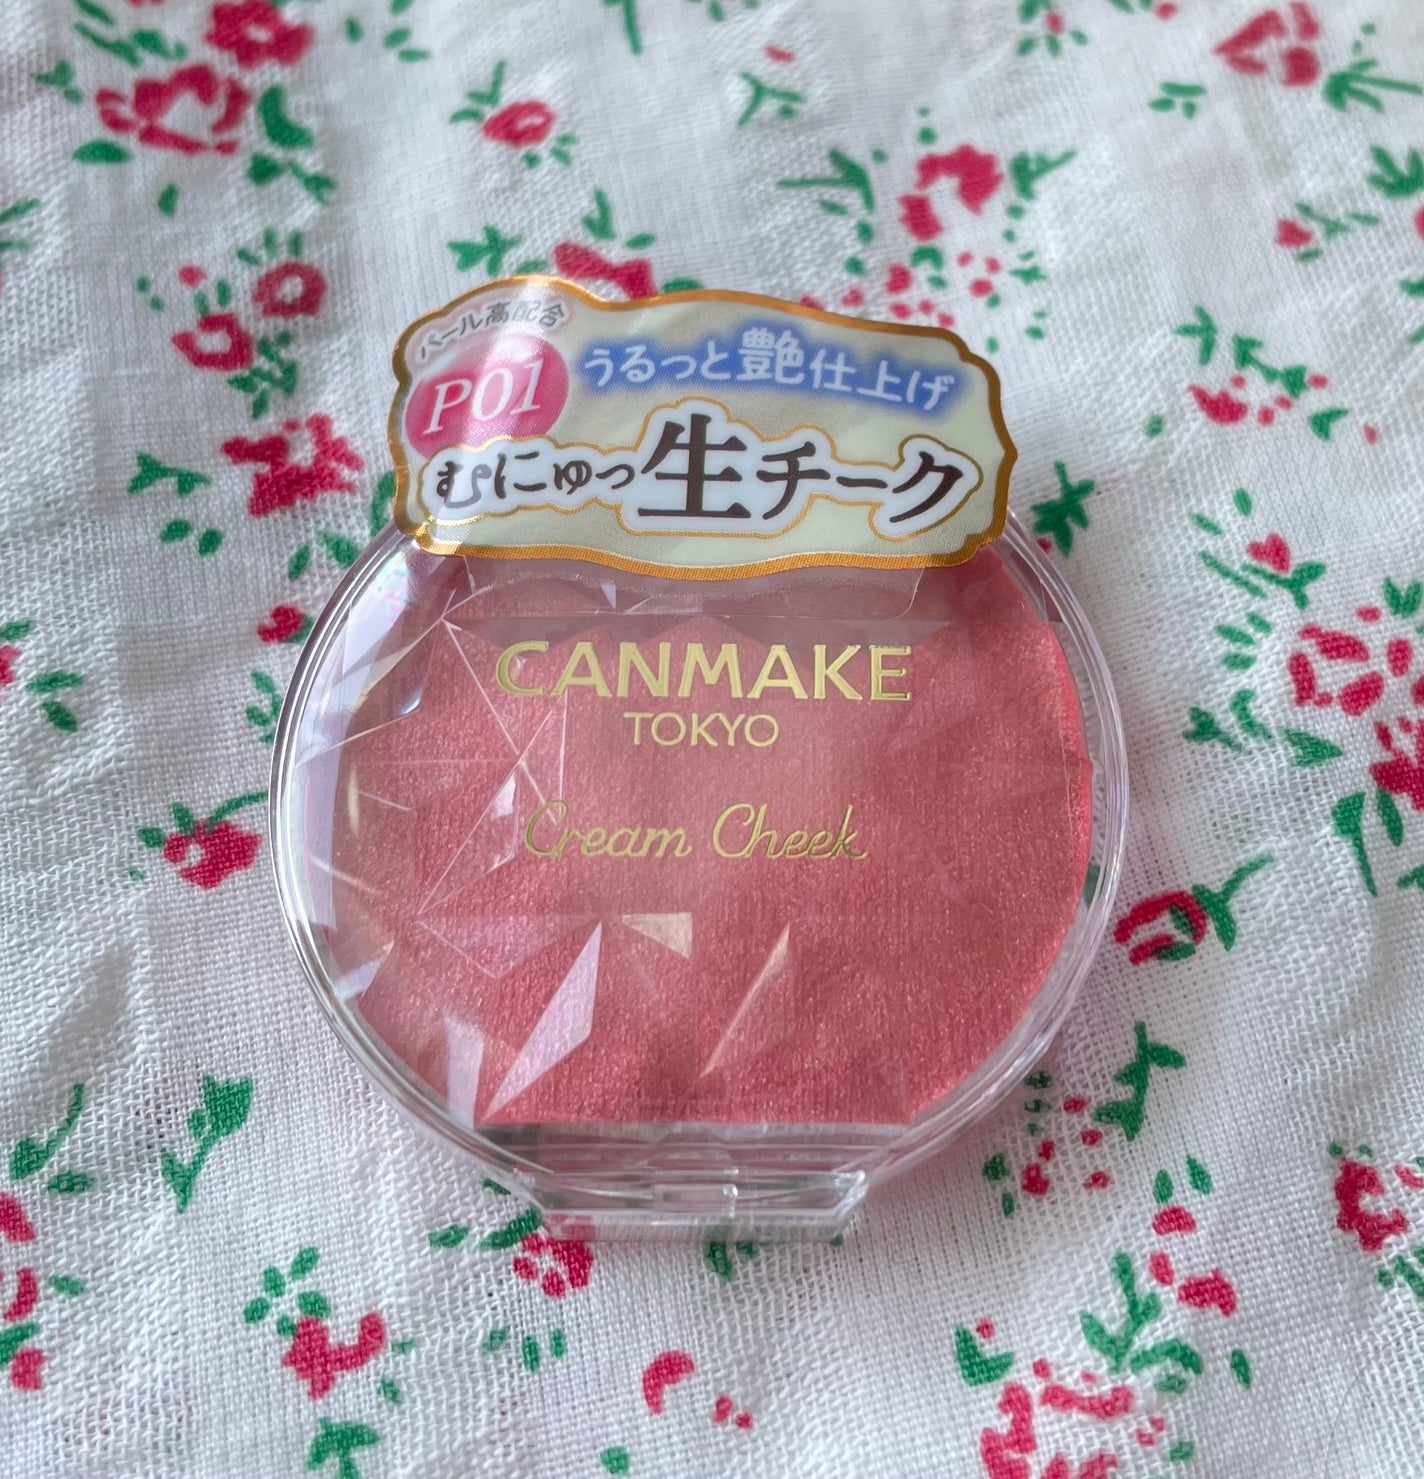 パール高配合
P01
うるっと艶仕上げ
むにゅっ生チーク
CANMAKE
TOKYO
Cream Cheek